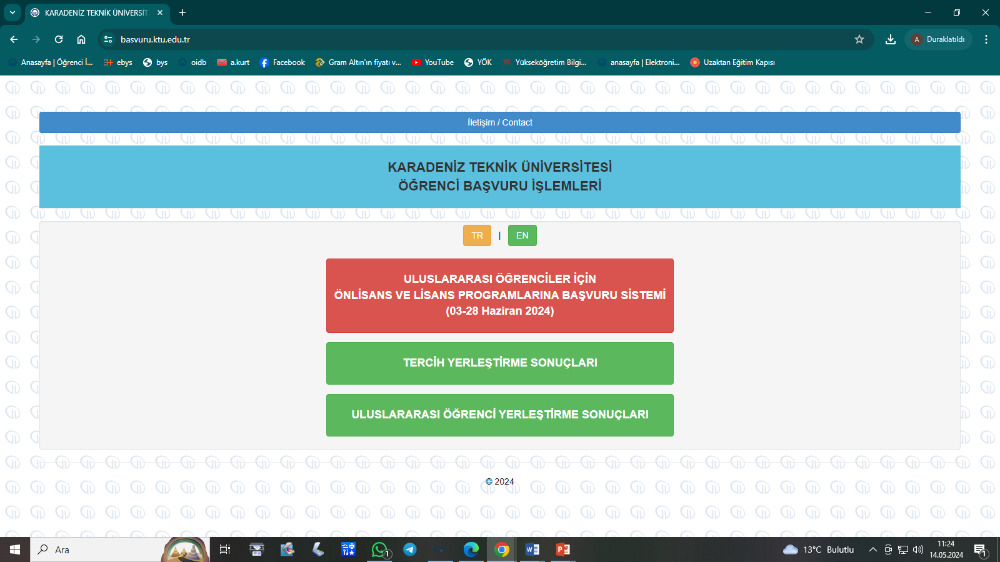 KARADENİZ TEKNİK ÜNİVERSİT
basvuru.ktu.edu.tr
A Duraklatıldı
Anasayfa | Öğrenci İ... ebys bys oidb a.kurt Facebook Gram Altın'ın fiyatı v... YouTube YÖK Yükseköğretim Bilgi... anasayfa | Elektroni... Uzaktan Eğitim Kapısı
İletişim / Contact
KARADENİZ TEKNİK ÜNİVERSİTESİ
ÖĞRENCİ BAŞVURU İŞLEMLERİ
TR | EN
ULUSLARARASI ÖĞRENCİLER İÇİN
ÖNLİSANS VE LİSANS PROGRAMLARINA BAŞVURU SİSTEMİ
(03-28 Haziran 2024)
TERCİH YERLEŞTİRME SONUÇLARI
ULUSLARARASI ÖĞRENCİ YERLEŞTİRME SONUÇLARI
© 2024
Ara
1
13°C Bulutlu
11:24
14.05.2024
1